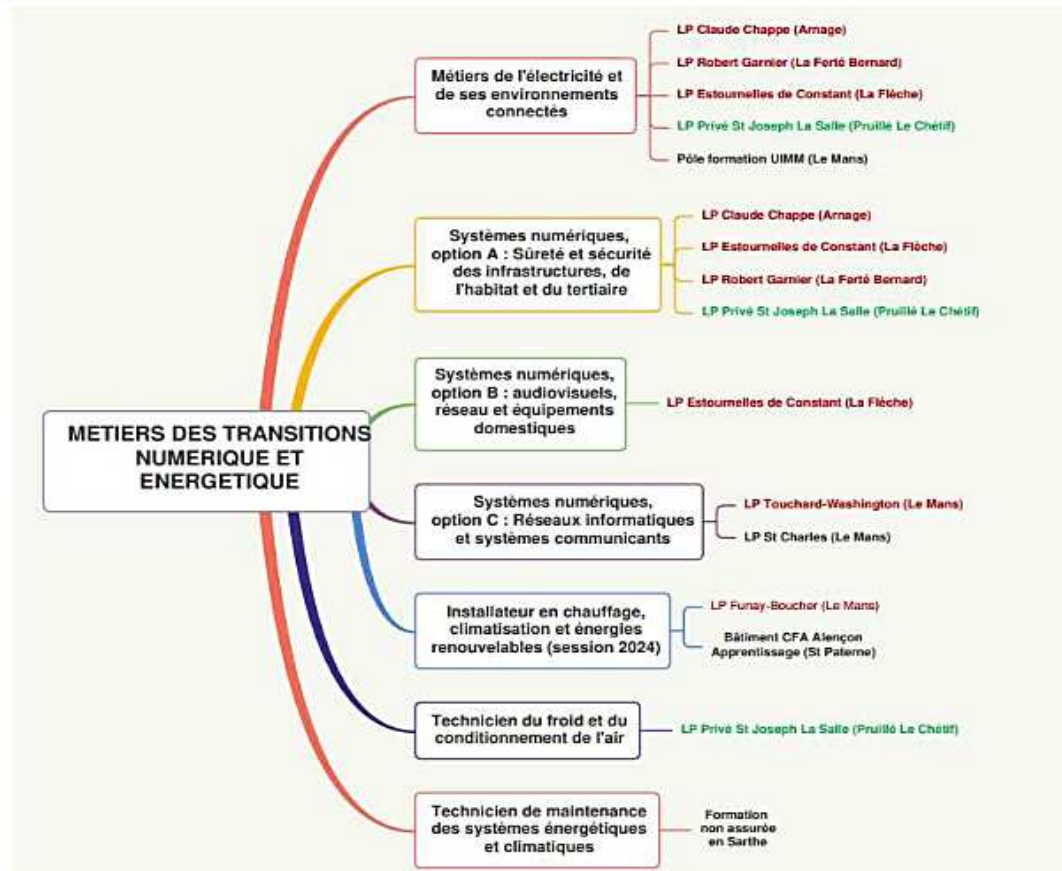 METIERS DES TRANSITIONS
NUMERIQUE ET
ENERGETIQUE
Métiers de l'électricité et
de ses environnements
connectés
LP Claude Chappe (Arnage)
LP Robert Garnier (La Ferté Bernard)
LP Estournelles de Constant (La Flèche)
LP Privé St Joseph La Salle (Pruillé Le Chétif)
Pôle formation UIMM (Le Mans)
Systèmes numériques,
option A : Sûreté et sécurité
des infrastructures, de
l'habitat et du tertiaire
LP Claude Chappe (Arnage)
LP Estournelles de Constant (La Flèche)
LP Robert Garnier (La Ferté Bernard)
LP Privé St Joseph La Salle (Pruillé Le Chétif)
Systèmes numériques,
option B : audiovisuels,
réseau et équipements
domestiques
LP Estournelles de Constant (La Flèche)
Systèmes numériques,
option C : Réseaux informatiques
et systèmes communicants
LP Touchard-Washington (Le Mans)
LP St Charles (Le Mans)
Installateur en chauffage,
climatisation et énergies
renouvelables (session 2024)
LP Funay-Boucher (Le Mans)
Bâtiment CFA Alençon
Apprentissage (St Paterne)
Technicien du froid et du
conditionnement de l'air
LP Privé St Joseph La Salle (Pruillé Le Chétif)
Technicien de maintenance
des systèmes énergétiques
et climatiques
Formation
non assurée
en Sarthe